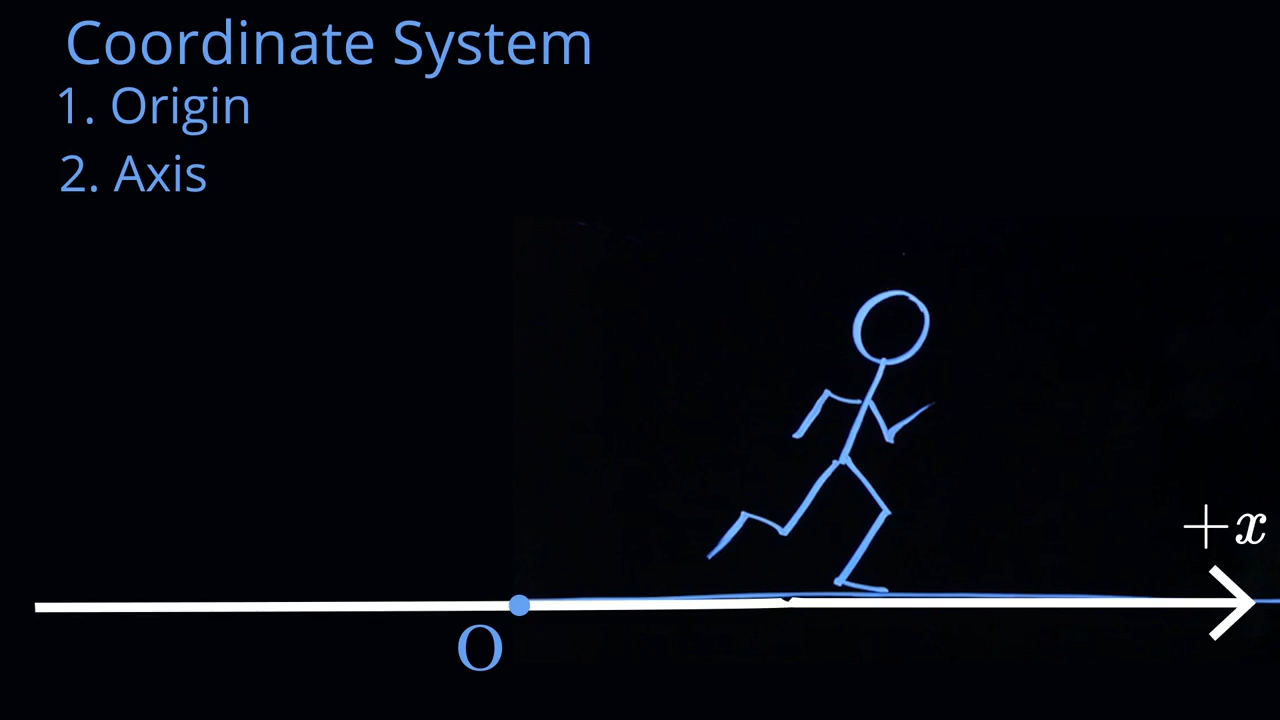 Coordinate System
1. Origin
2. Axis
+x
O